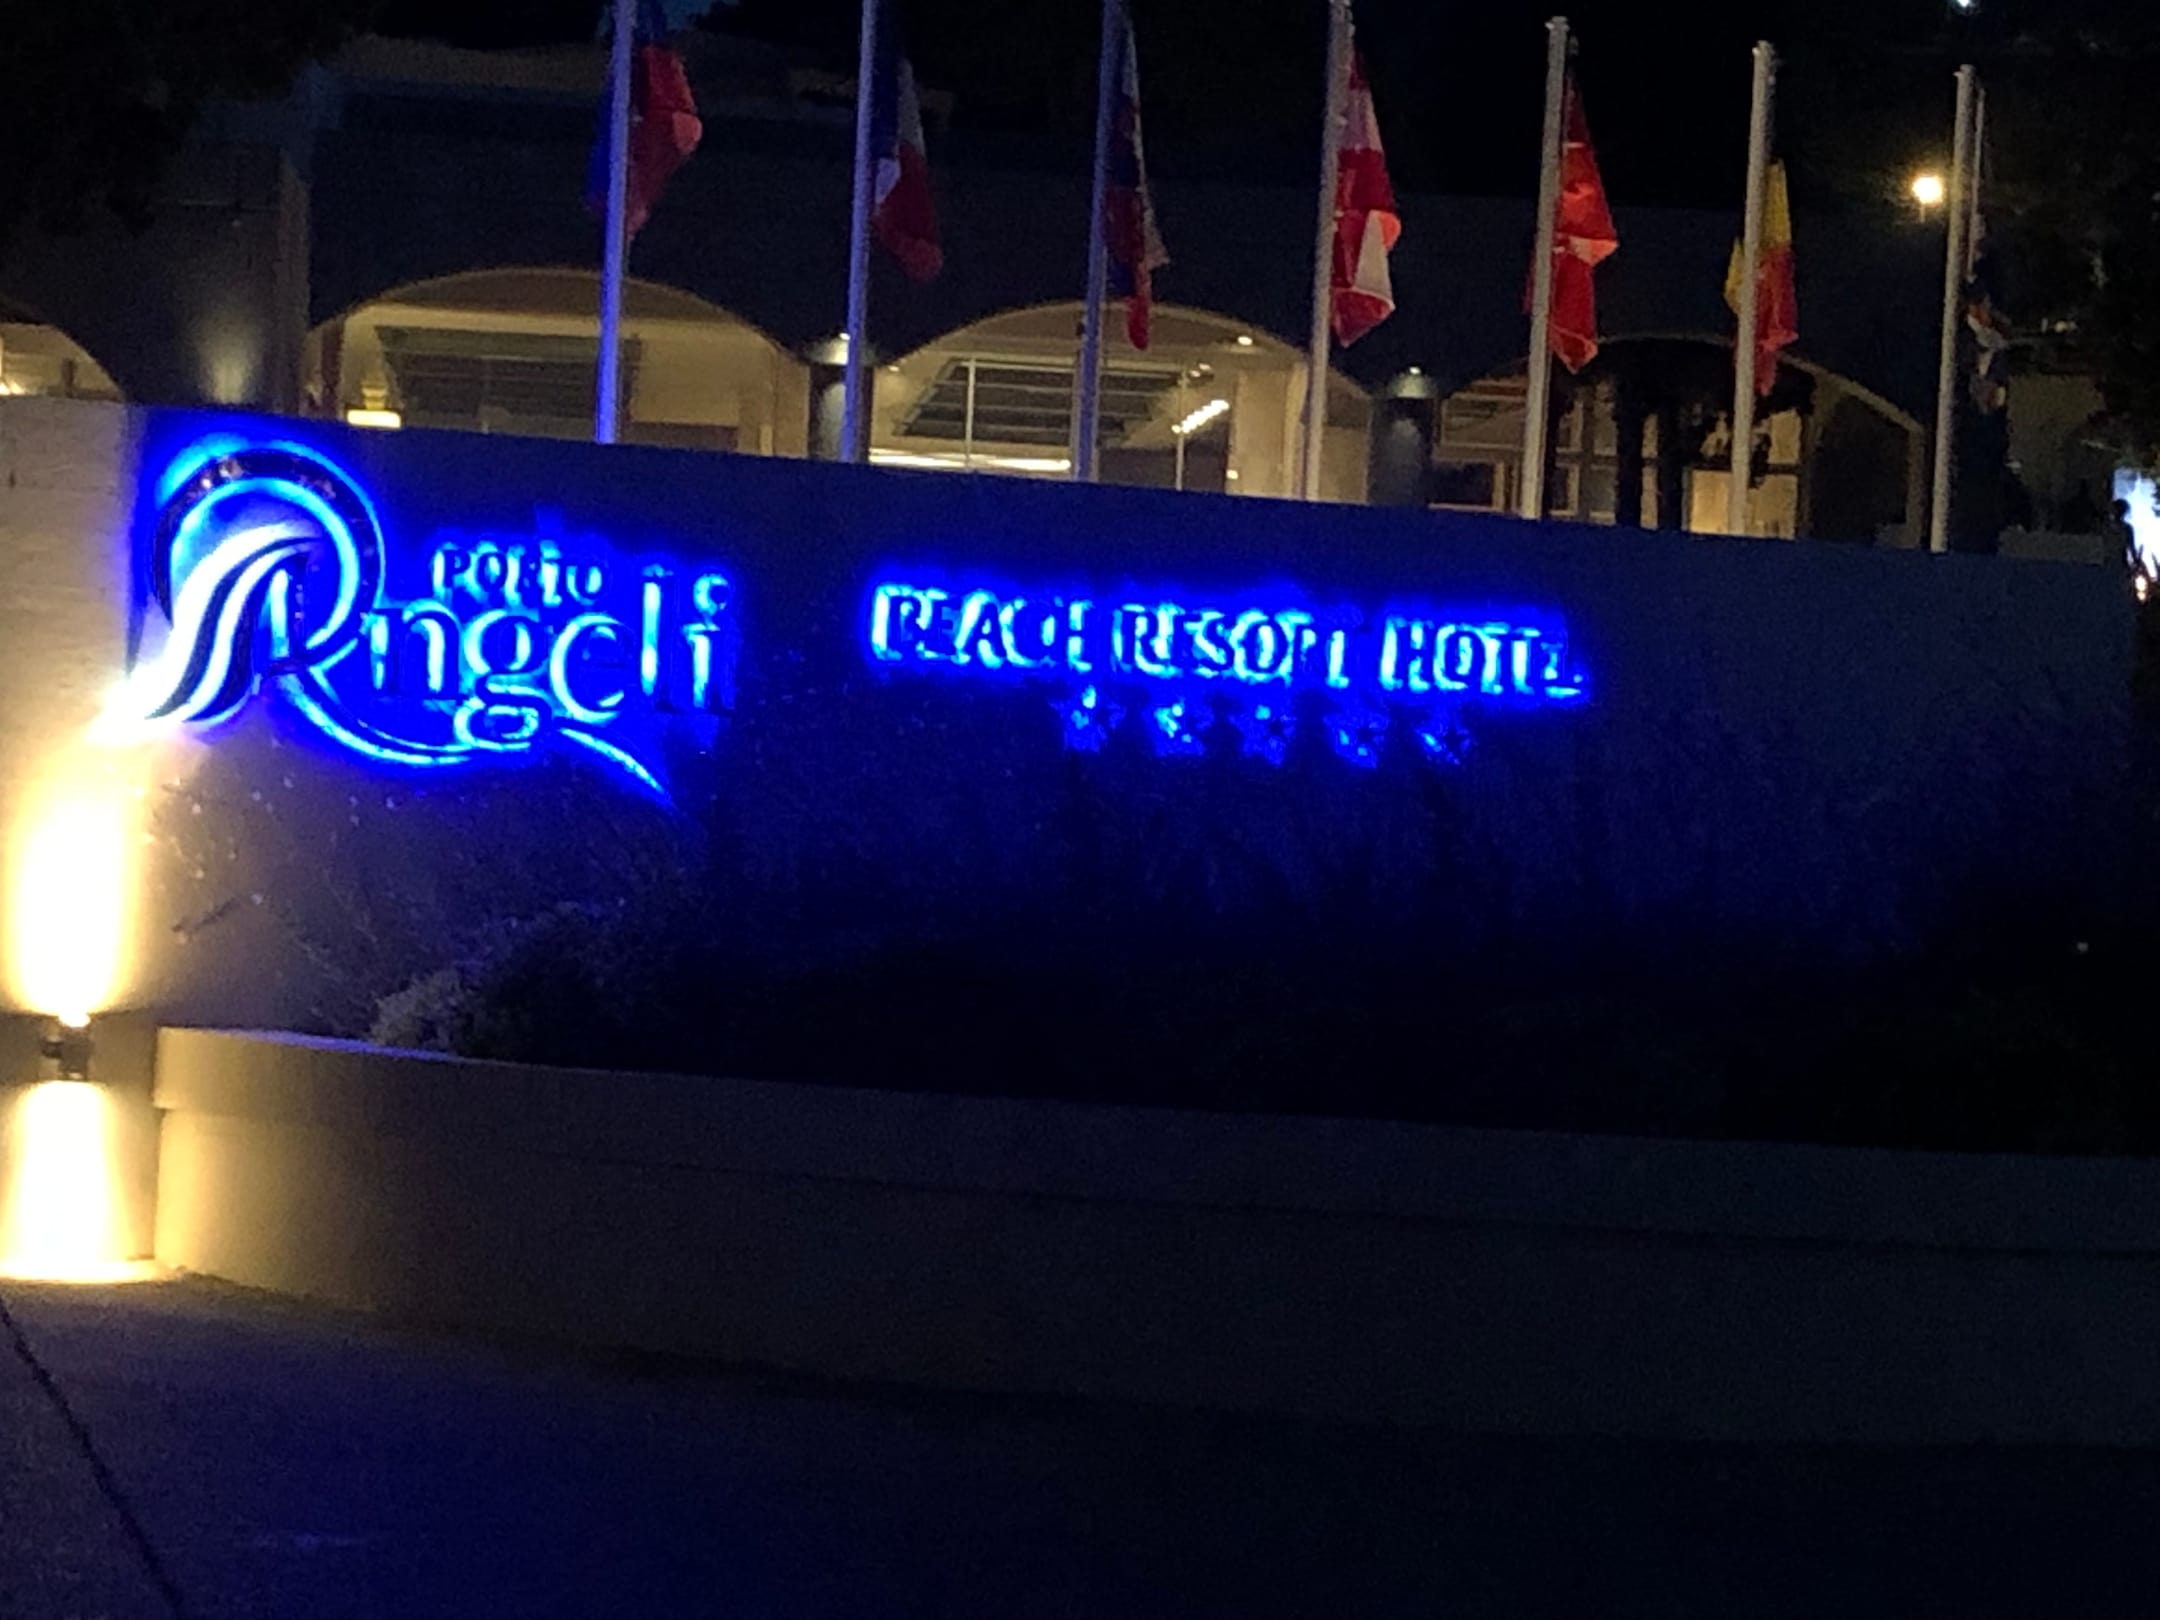 PORTO
Angeli
BEACH RESORT HOTEL